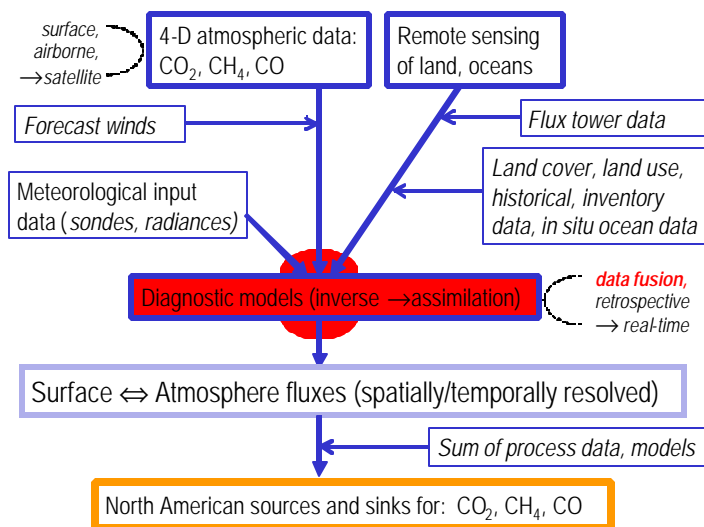 surface,
airborne,
→satellite
4-D atmospheric data:
CO₂, CH₄, CO
Remote sensing
of land, oceans
Forecast winds
Flux tower data
Meteorological input
data (sondes, radiances)
Land cover, land use,
historical, inventory
data, in situ ocean data
Diagnostic models (inverse →assimilation)
data fusion,
retrospective
→ real-time
Surface ⇔ Atmosphere fluxes (spatially/temporally resolved)
Sum of process data, models
North American sources and sinks for: CO₂, CH₄, CO